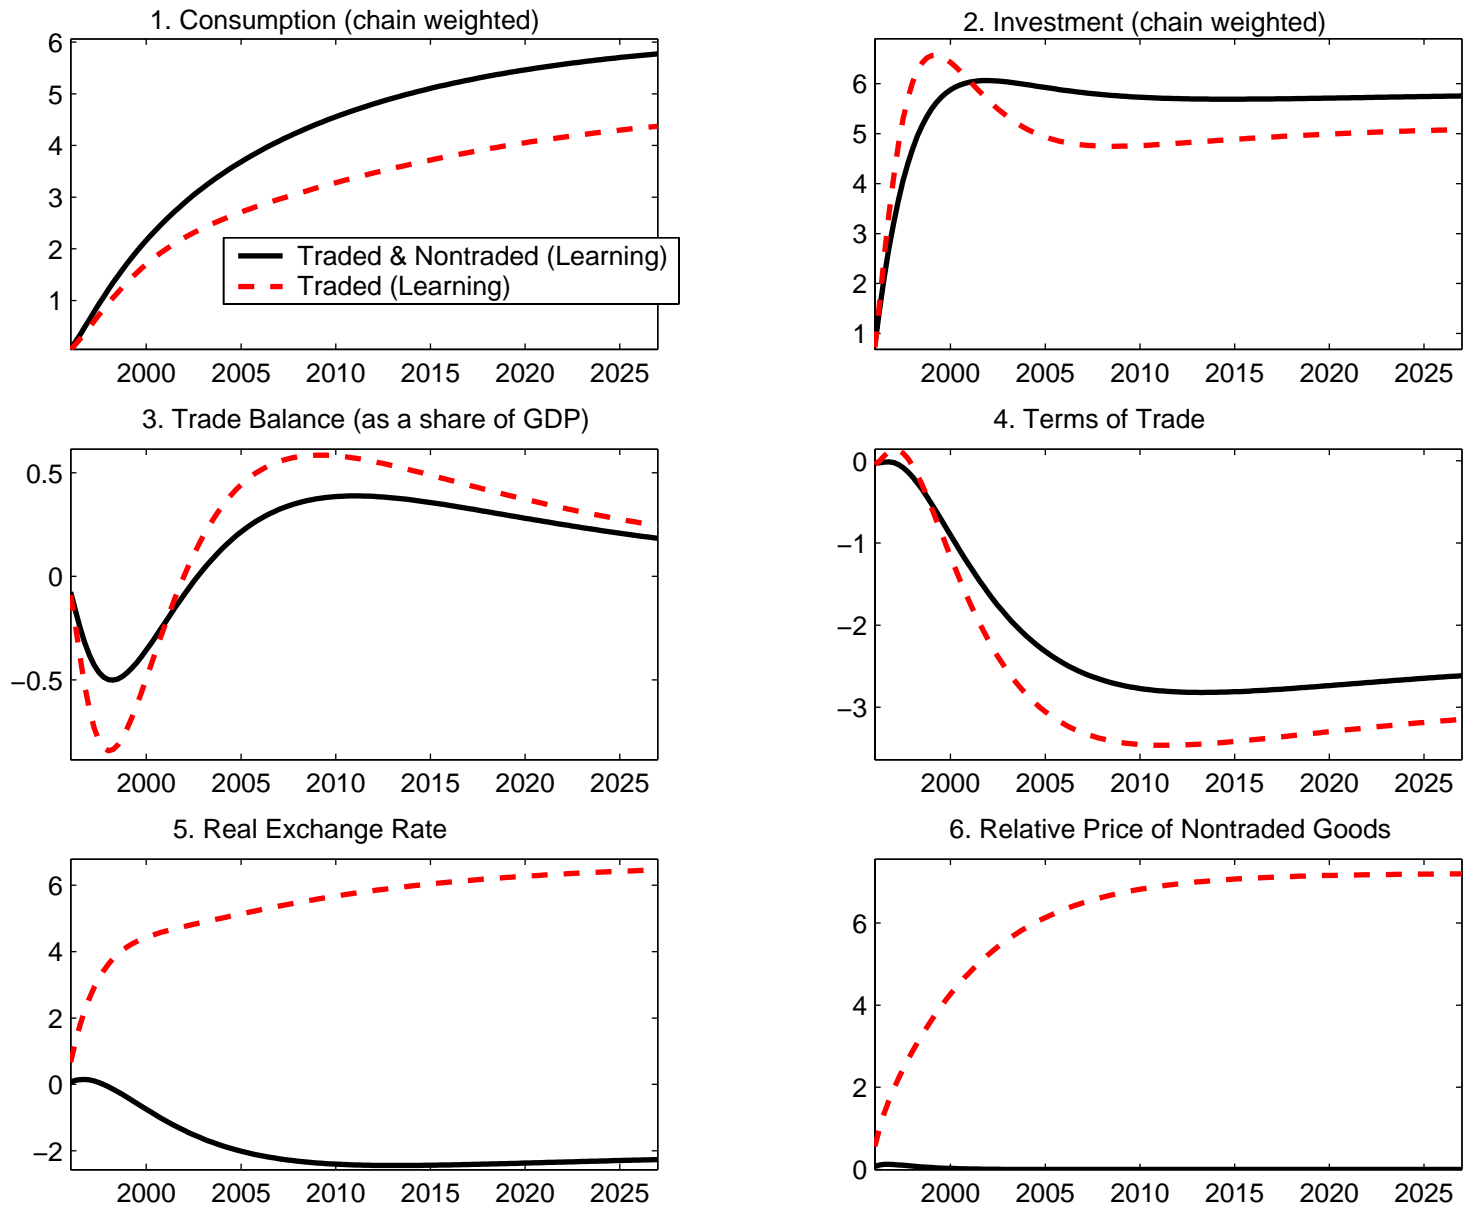 1. Consumption (chain weighted)
6
5
4
3
2
1
2000 2005 2010 2015 2020 2025
Traded & Nontraded (Learning)
Traded (Learning)
2. Investment (chain weighted)
6
5
4
3
2
1
2000 2005 2010 2015 2020 2025
3. Trade Balance (as a share of GDP)
0.5
0
−0.5
2000 2005 2010 2015 2020 2025
4. Terms of Trade
0
−1
−2
−3
2000 2005 2010 2015 2020 2025
5. Real Exchange Rate
6
4
2
0
−2
2000 2005 2010 2015 2020 2025
6. Relative Price of Nontraded Goods
6
4
2
0
2000 2005 2010 2015 2020 2025